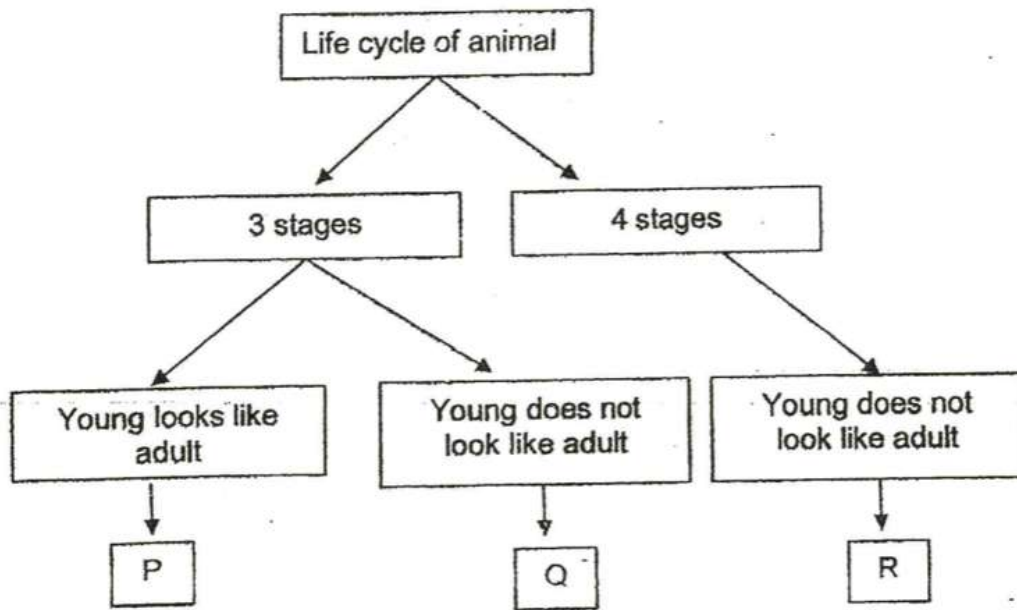 Life cycle of animal
3 stages
4 stages
Young looks like
adult
Young does not
look like adult
Young does not
look like adult
P
Q
R